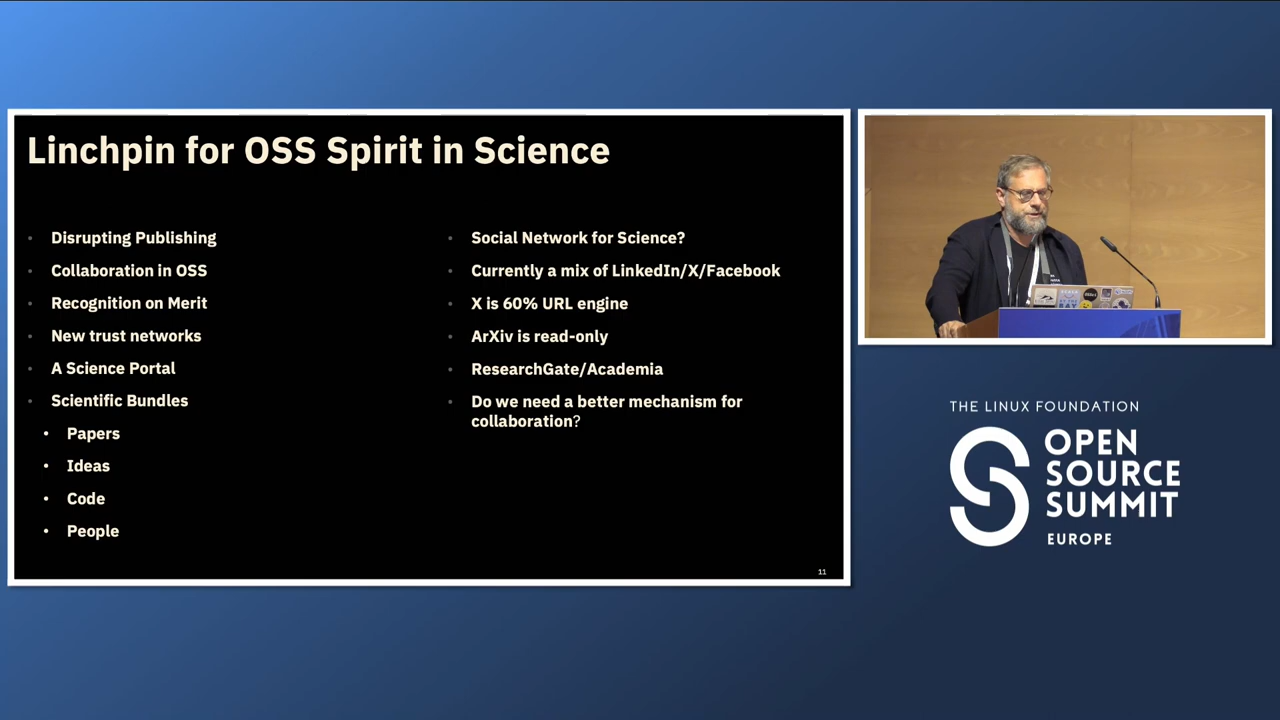 Linchpin for OSS Spirit in Science
Disrupting Publishing
Collaboration in OSS
Recognition on Merit
New trust networks
A Science Portal
Scientific Bundles
Papers
Ideas
Code
People
Social Network for Science?
Currently a mix of LinkedIn/X/Facebook
X is 60% URL engine
ArXiv is read-only
ResearchGate/Academia
Do we need a better mechanism for
collaboration?
11
THE LINUX FOUNDATION
OPEN
SOURCE
SUMMIT
EUROPE